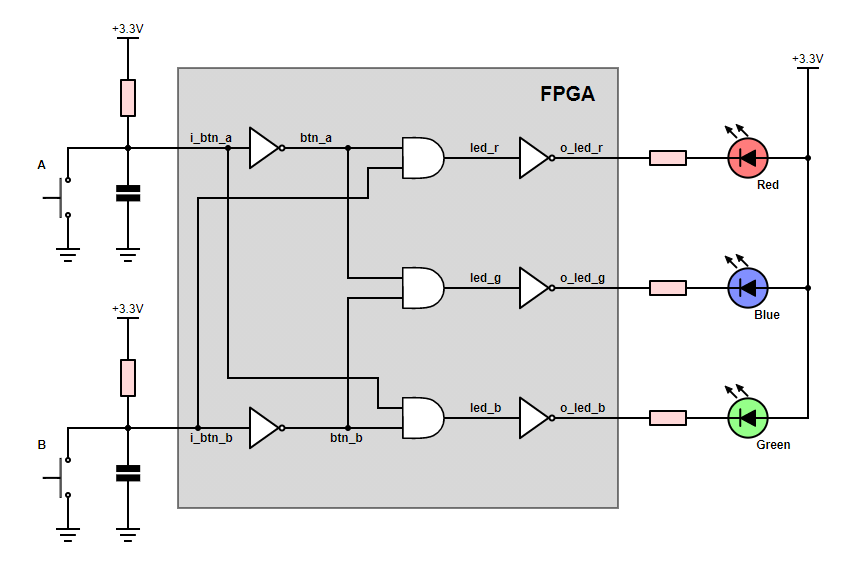 +3.3V
+3.3V
FPGA
i_btn_a
btn_a
led_r
o_led_r
A
Red
led_g
o_led_g
+3.3V
Blue
led_b
o_led_b
i_btn_b
btn_b
B
Green